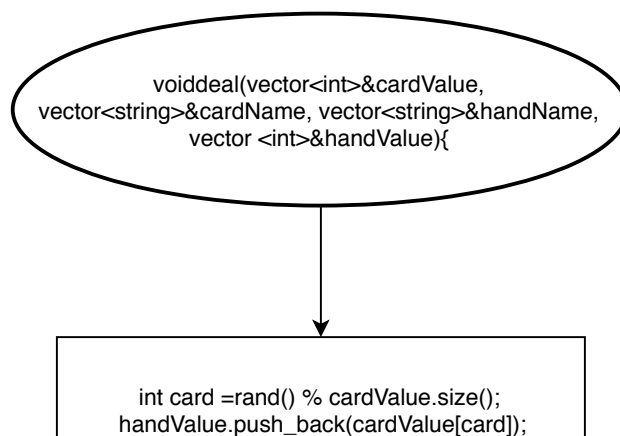 voiddeal(vector<int>&cardValue,
vector<string>&cardName, vector<string>&handName,
vector <int>&handValue){
int card =rand() % cardValue.size();
handValue.push_back(cardValue[card]);